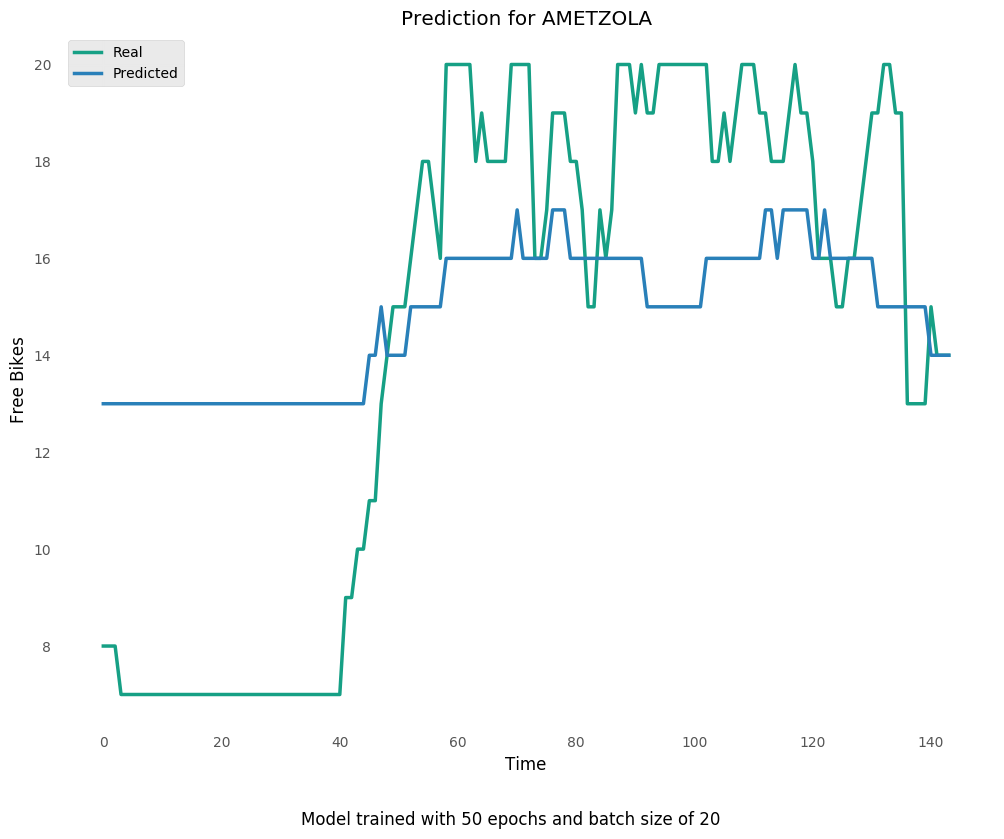 Prediction for AMETZOLA
Real
Predicted
20
18
16
14
12
10
8
Free Bikes
0 20 40 60 80 100 120 140
Time
Model trained with 50 epochs and batch size of 20